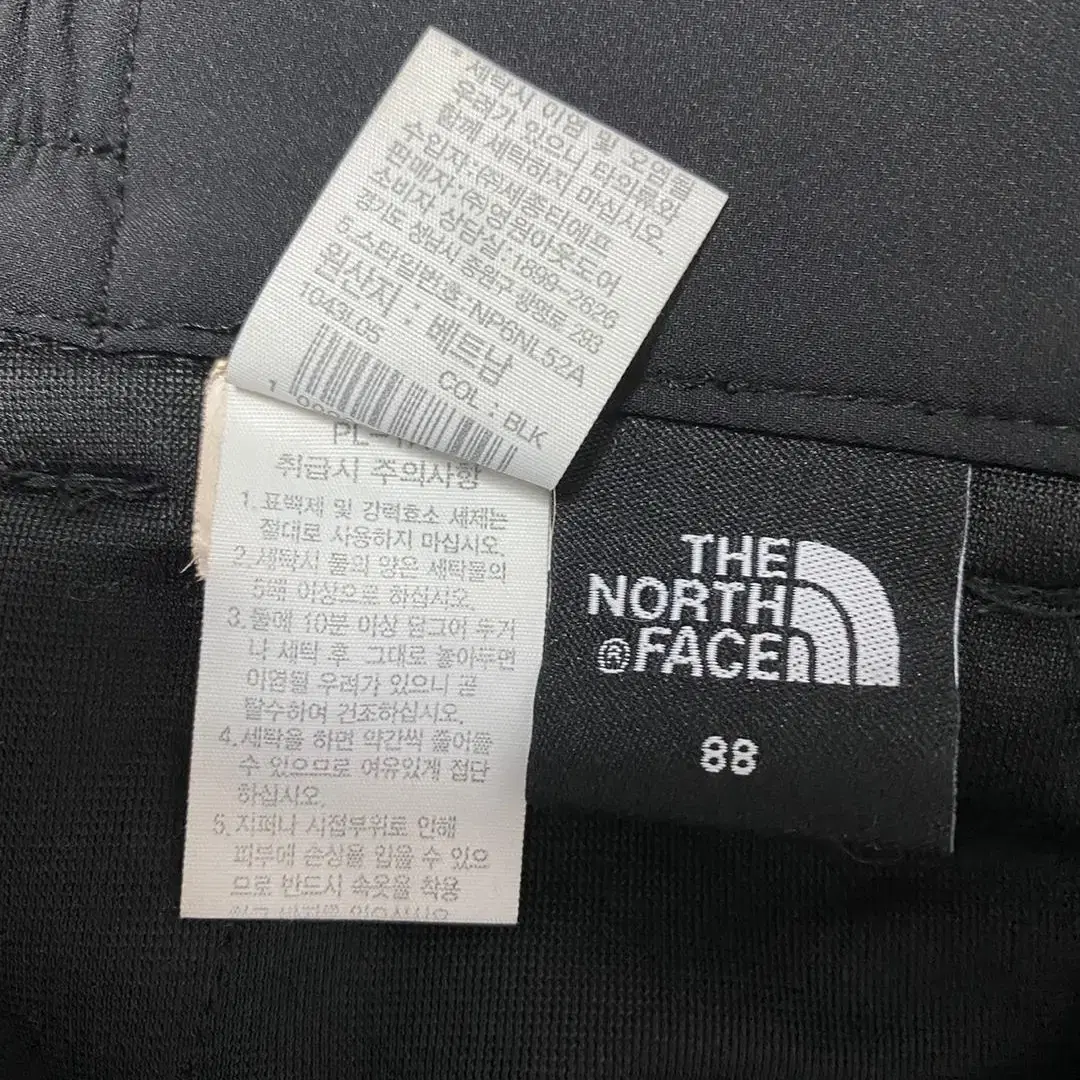 세탁시 이염 및 오염될
우려가 있으니 타의류와
함께 세탁하지 마십시오.
수입자:㈜세종티에프
판매자:㈜영원아웃도어
소비자 상담실:1899-2626
경기도 성남시 중원구 광명로 293
5.스타일번호:NP6NL52A
원산지 : 베트남
1043L05
COL : BLK
1
취급시 주의사항
1.표백제 및 강력효소 세제는
절대로 사용하지 마십시오.
2.세탁시 물의 양은 세탁물의
5배 이상으로 하십시오.
3.물에 10분 이상 담그어 두거
나 세탁 후 그대로 놓아두면
이염될 우려가 있으니 곧
탈수하여 건조하십시오.
4.세탁을 하면 약간씩 줄어들
수 있으므로 여유있게 접단
하십시오.
5.지퍼나 시접부위로 인해
피부에 손상을 입을 수 있으
므로 반드시 속옷을 착용
THE
NORTH
®FACE
88